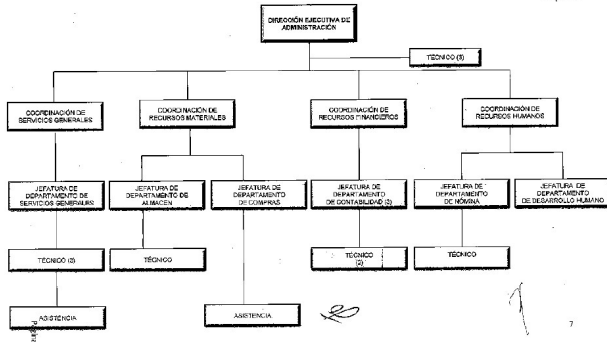 DIRECCIÓN EJECUTIVA DE
ADMINISTRACIÓN
TÉCNICO (3)
COORDINACIÓN DE
SERVICIOS GENERALES
COORDINACIÓN DE
RECURSOS MATERIALES
COORDINACIÓN DE
RECURSOS FINANCIEROS
COORDINACIÓN DE
RECURSOS HUMANOS
JEFATURA DE
DEPARTAMENTO DE
SERVICIOS GENERALES
JEFATURA DE
DEPARTAMENTO DE
ALMACEN
JEFATURA DE
DEPARTAMENTO
DE COMPRAS
JEFATURA DE
DEPARTAMENTO
DE CONTABILIDAD (3)
JEFATURA DE
DEPARTAMENTO
DE NÓMINA
JEFATURA DE
DEPARTAMENTO
DE DESARROLLO HUMANO
TÉCNICO (3)
TÉCNICO
TÉCNICO
(2)
TÉCNICO
ASISTENCIA
ASISTENCIA
7